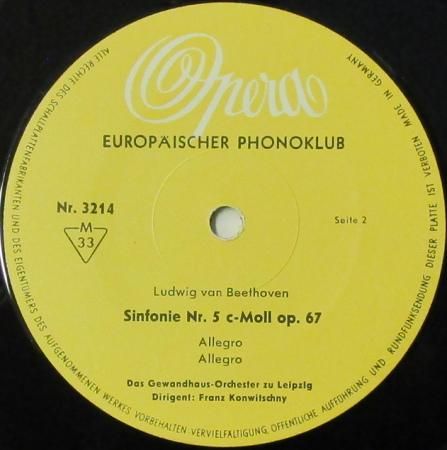 Opera
EUROPÄISCHER PHONOKLUB
Nr. 3214
M
33
Seite 2
Ludwig van Beethoven
Sinfonie Nr. 5 c-Moll op. 67
Allegro
Allegro
Das Gewandhaus-Orchester zu Leipzig
Dirigent: Franz Konwitschny
ALLE RECHTE DES SCHALLPLATTENFABRIKANTEN UND DES EIGENTÜMERS DES AUFGENOMMENEN WERKES VORBEHALTEN · VERVIELFÄLTIGUNG, ÖFFENTLICHE AUFFÜHRUNG UND RUNDFUNKSENDUNG DIESER PLATTE IST VERBOTEN MADE IN GERMANY